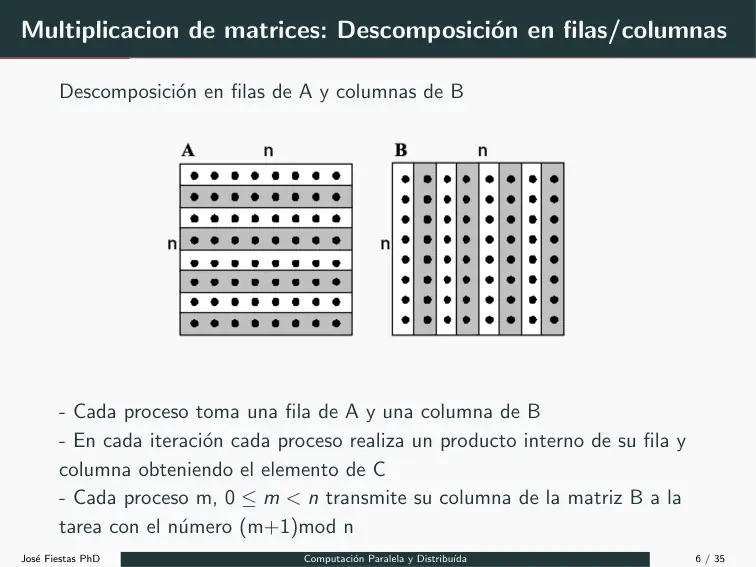 Multiplicacion de matrices: Descomposición en filas/columnas
Descomposición en filas de A y columnas de B
A n
B n
n
n
- Cada proceso toma una fila de A y una columna de B
- En cada iteración cada proceso realiza un producto interno de su fila y
columna obteniendo el elemento de C
- Cada proceso m, 0 ≤ m < n transmite su columna de la matriz B a la
tarea con el número (m+1)mod n
José Fiestas PhD
Computación Paralela y Distribuída
6 / 35